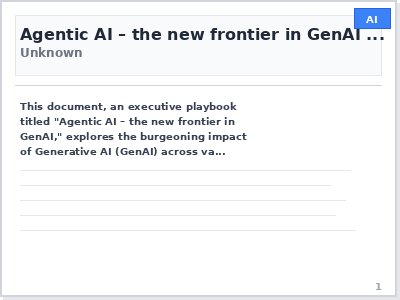 AI
Agentic AI – the new frontier in GenAI ...
Unknown
This document, an executive playbook
titled "Agentic AI – the new frontier in
GenAI," explores the burgeoning impact
of Generative AI (GenAI) across va...
1